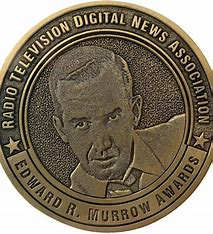 RADIO TELEVISION DIGITAL NEWS ASSOCIATION
EDWARD R. MURROW AWARDS